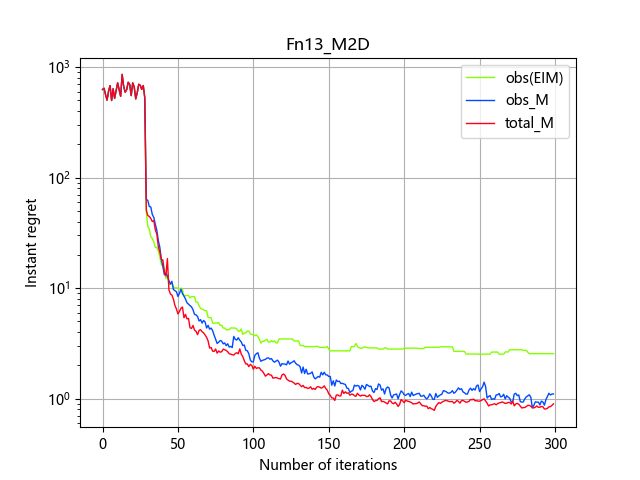 Fn13_M2D
obs(EIM)
obs_M
total_M
Instant regret
10³
10²
10¹
10⁰
0 50 100 150 200 250 300
Number of iterations